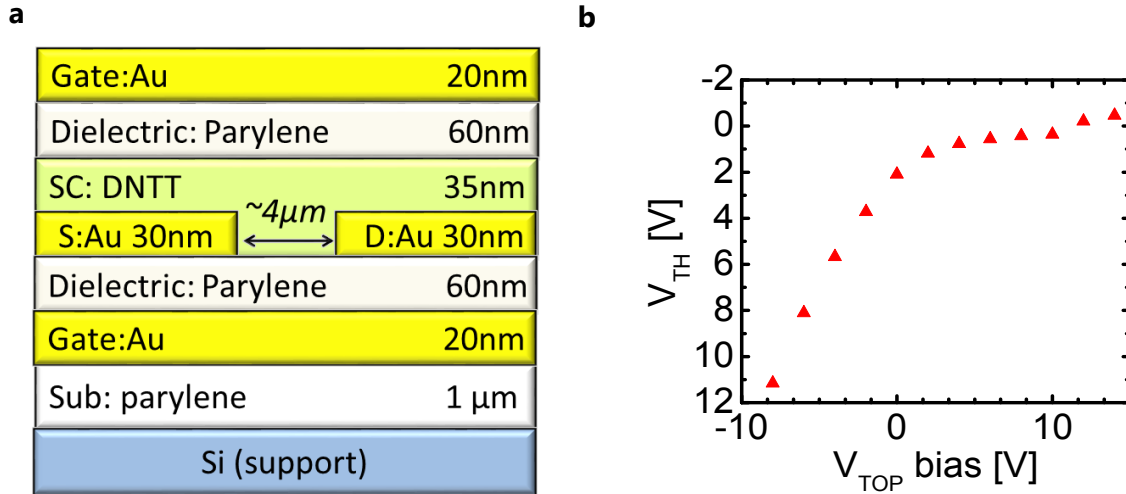 a
Gate:Au 20nm
Dielectric: Parylene 60nm
SC: DNTT 35nm
~4µm
S:Au 30nm D:Au 30nm
Dielectric: Parylene 60nm
Gate:Au 20nm
Sub: parylene 1 µm
Si (support)
b
-2
0
2
4
6
8
10
12
V_TH [V]
-10 0 10
V_TOP bias [V]